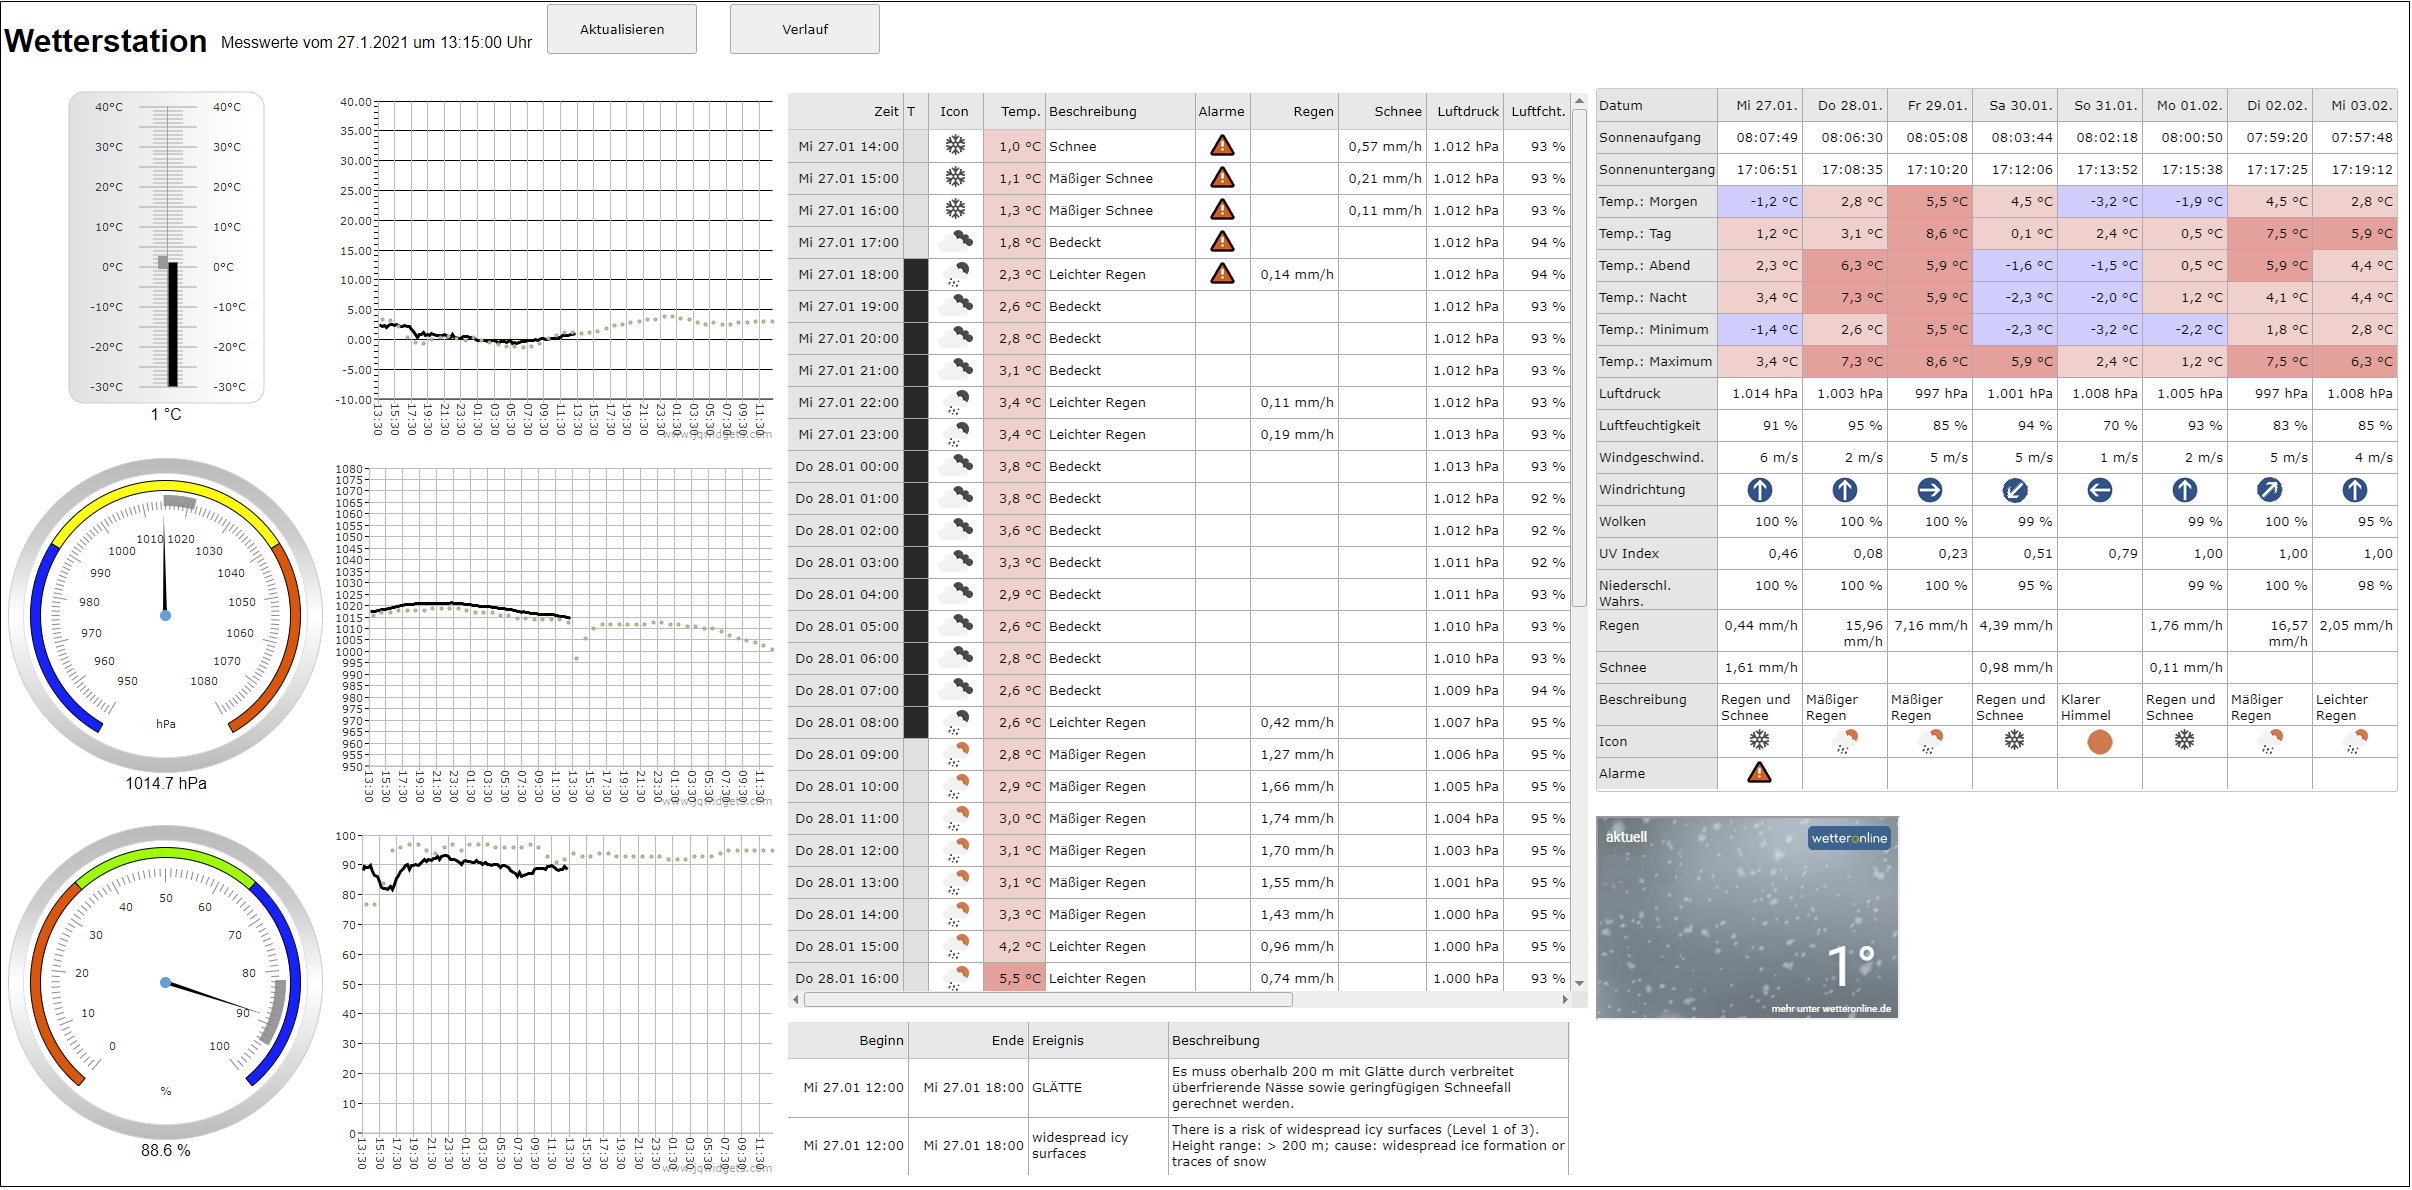 Wetterstation Messwerte vom 27.1.2021 um 13:15:00 Uhr Aktualisieren Verlauf
40°C 40°C
30°C 30°C
20°C 20°C
10°C 10°C
0°C 0°C
-10°C -10°C
-20°C -20°C
-30°C -30°C
1 °C
40.00
35.00
30.00
25.00
20.00
15.00
10.00
5.00
0.00
-5.00
-10.00
13:30 15:30 17:30 19:30 21:30 23:30 01:30 03:30 05:30 07:30 09:30 11:30 13:30 15:30 17:30 19:30 21:30 23:30 01:30 03:30 05:30 07:30 09:30 11:30
www.jqwidgets.com
950 960 970 980 990 1000 1010 1020 1030 1040 1050 1060 1070 1080
hPa
1014.7 hPa
1080
1075
1070
1065
1060
1055
1050
1045
1040
1035
1030
1025
1020
1015
1010
1005
1000
995
990
985
980
975
970
965
960
955
950
13:30 15:30 17:30 19:30 21:30 23:30 01:30 03:30 05:30 07:30 09:30 11:30 13:30 15:30 17:30 19:30 21:30 23:30 01:30 03:30 05:30 07:30 09:30 11:30
www.jqwidgets.com
0 10 20 30 40 50 60 70 80 90 100
%
88.6 %
100
90
80
70
60
50
40
30
20
10
0
13:30 15:30 17:30 19:30 21:30 23:30 01:30 03:30 05:30 07:30 09:30 11:30 13:30 15:30 17:30 19:30 21:30 23:30 01:30 03:30 05:30 07:30 09:30 11:30
www.jqwidgets.com
Zeit T Icon Temp. Beschreibung Alarme Regen Schnee Luftdruck Luftfcht.
Mi 27.01 14:00 1,0 °C Schnee 0,57 mm/h 1.012 hPa 93 %
Mi 27.01 15:00 1,1 °C Mäßiger Schnee 0,21 mm/h 1.012 hPa 93 %
Mi 27.01 16:00 1,3 °C Mäßiger Schnee 0,11 mm/h 1.012 hPa 93 %
Mi 27.01 17:00 1,8 °C Bedeckt 1.012 hPa 94 %
Mi 27.01 18:00 2,3 °C Leichter Regen 0,14 mm/h 1.012 hPa 94 %
Mi 27.01 19:00 2,6 °C Bedeckt 1.012 hPa 93 %
Mi 27.01 20:00 2,8 °C Bedeckt 1.012 hPa 93 %
Mi 27.01 21:00 3,1 °C Bedeckt 1.012 hPa 93 %
Mi 27.01 22:00 3,4 °C Leichter Regen 0,11 mm/h 1.012 hPa 93 %
Mi 27.01 23:00 3,4 °C Leichter Regen 0,19 mm/h 1.013 hPa 93 %
Do 28.01 00:00 3,8 °C Bedeckt 1.013 hPa 93 %
Do 28.01 01:00 3,8 °C Bedeckt 1.012 hPa 92 %
Do 28.01 02:00 3,6 °C Bedeckt 1.012 hPa 92 %
Do 28.01 03:00 3,3 °C Bedeckt 1.011 hPa 92 %
Do 28.01 04:00 2,9 °C Bedeckt 1.011 hPa 93 %
Do 28.01 05:00 2,6 °C Bedeckt 1.010 hPa 93 %
Do 28.01 06:00 2,8 °C Bedeckt 1.010 hPa 93 %
Do 28.01 07:00 2,6 °C Bedeckt 1.009 hPa 94 %
Do 28.01 08:00 2,6 °C Leichter Regen 0,42 mm/h 1.007 hPa 95 %
Do 28.01 09:00 2,8 °C Mäßiger Regen 1,27 mm/h 1.006 hPa 95 %
Do 28.01 10:00 2,9 °C Mäßiger Regen 1,66 mm/h 1.005 hPa 95 %
Do 28.01 11:00 3,0 °C Mäßiger Regen 1,74 mm/h 1.004 hPa 95 %
Do 28.01 12:00 3,1 °C Mäßiger Regen 1,70 mm/h 1.003 hPa 95 %
Do 28.01 13:00 3,1 °C Mäßiger Regen 1,55 mm/h 1.001 hPa 95 %
Do 28.01 14:00 3,3 °C Mäßiger Regen 1,43 mm/h 1.000 hPa 95 %
Do 28.01 15:00 4,2 °C Leichter Regen 0,96 mm/h 1.000 hPa 95 %
Do 28.01 16:00 5,5 °C Leichter Regen 0,74 mm/h 1.000 hPa 93 %
Beginn Ende Ereignis Beschreibung
Mi 27.01 12:00 Mi 27.01 18:00 GLÄTTE Es muss oberhalb 200 m mit Glätte durch verbreitet
überfrierende Nässe sowie geringfügigen Schneefall
gerechnet werden.
Mi 27.01 12:00 Mi 27.01 18:00 widespread icy surfaces There is a risk of widespread icy surfaces (Level 1 of 3).
Height range: > 200 m; cause: widespread ice formation or
traces of snow
Datum Mi 27.01. Do 28.01. Fr 29.01. Sa 30.01. So 31.01. Mo 01.02. Di 02.02. Mi 03.02.
Sonnenaufgang 08:07:49 08:06:30 08:05:08 08:03:44 08:02:18 08:00:50 07:59:20 07:57:48
Sonnenuntergang 17:06:51 17:08:35 17:10:20 17:12:06 17:13:52 17:15:38 17:17:25 17:19:12
Temp.: Morgen -1,2 °C 2,8 °C 5,5 °C 4,5 °C -3,2 °C -1,9 °C 4,5 °C 2,8 °C
Temp.: Tag 1,2 °C 3,1 °C 8,6 °C 0,1 °C 2,4 °C 0,5 °C 7,5 °C 5,9 °C
Temp.: Abend 2,3 °C 6,3 °C 5,9 °C -1,6 °C -1,5 °C 0,5 °C 5,9 °C 4,4 °C
Temp.: Nacht 3,4 °C 7,3 °C 5,9 °C -2,3 °C -2,0 °C 1,2 °C 4,1 °C 4,4 °C
Temp.: Minimum -1,4 °C 2,6 °C 5,5 °C -2,3 °C -3,2 °C -2,2 °C 1,8 °C 2,8 °C
Temp.: Maximum 3,4 °C 7,3 °C 8,6 °C 5,9 °C 2,4 °C 1,2 °C 7,5 °C 6,3 °C
Luftdruck 1.014 hPa 1.003 hPa 997 hPa 1.001 hPa 1.008 hPa 1.005 hPa 997 hPa 1.008 hPa
Luftfeuchtigkeit 91 % 95 % 85 % 94 % 70 % 93 % 83 % 85 %
Windgeschwind. 6 m/s 2 m/s 5 m/s 5 m/s 1 m/s 2 m/s 5 m/s 4 m/s
Windrichtung
Wolken 100 % 100 % 100 % 99 % 99 % 100 % 95 %
UV Index 0,46 0,08 0,23 0,51 0,79 1,00 1,00 1,00
Niederschl. Wahrs. 100 % 100 % 100 % 95 % 99 % 100 % 98 %
Regen 0,44 mm/h 15,96 mm/h 7,16 mm/h 4,39 mm/h 1,76 mm/h 16,57 mm/h 2,05 mm/h
Schnee 1,61 mm/h 0,98 mm/h 0,11 mm/h
Beschreibung Regen und Schnee Mäßiger Regen Mäßiger Regen Regen und Schnee Klarer Himmel Regen und Schnee Mäßiger Regen Leichter Regen
Icon
Alarme
aktuell wetteronline
1°
mehr unter wetteronline.de